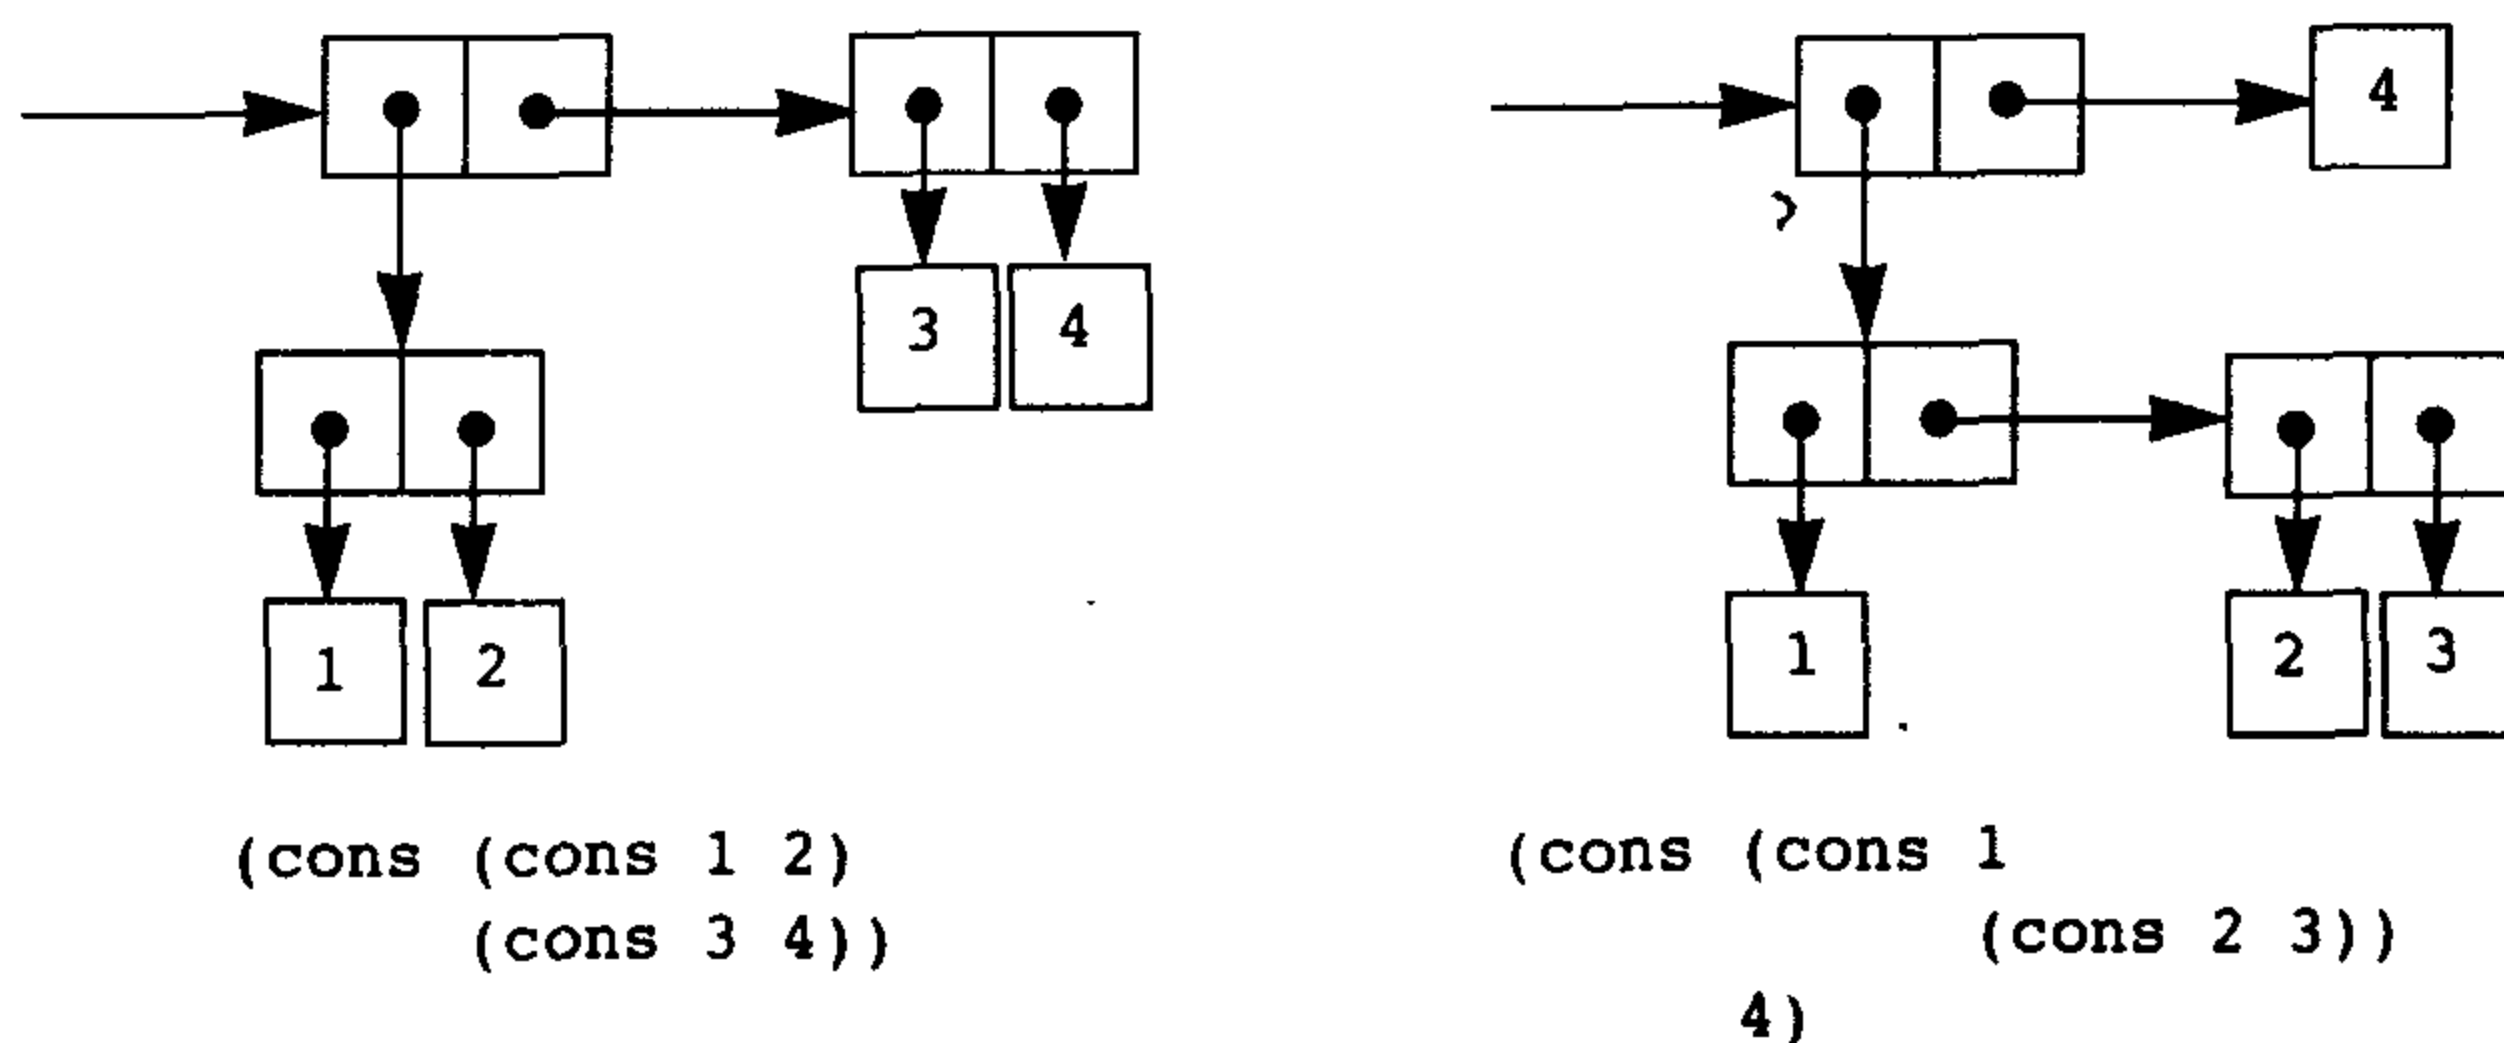 4
3 4
1 2
1 2 3
(cons (cons 1 2)
(cons 3 4))
(cons (cons 1
(cons 2 3))
4)